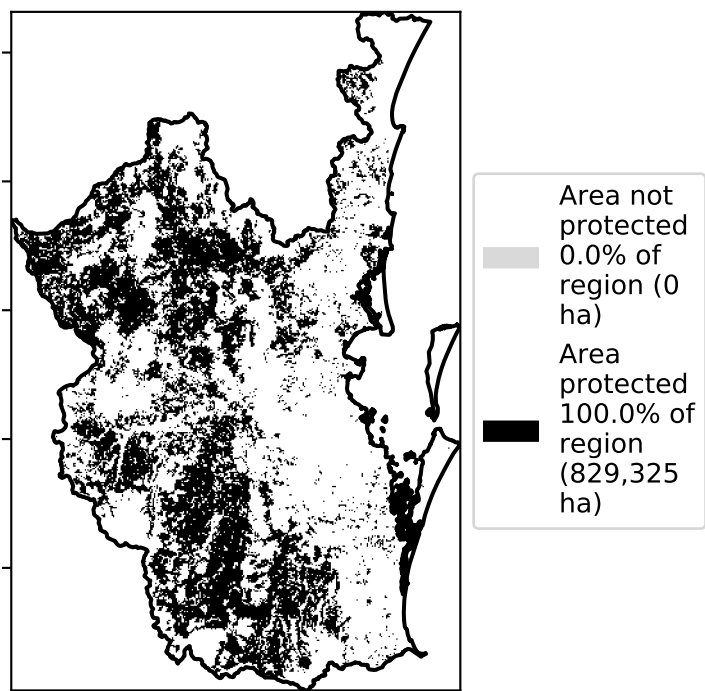 Area not
protected
0.0% of
region (0
ha)
Area
protected
100.0% of
region
(829,325
ha)